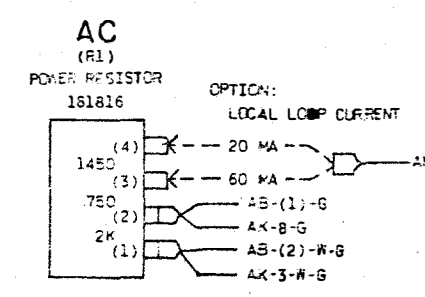 AC
(R1)
POWER RESISTOR
181816
OPTION:
LOCAL LOOP CURRENT
(4)
20 MA
1450
(3)
60 MA
750
(2)
AB-(1)-G
AK-8-G
2K
(1)
AB-(2)-W-G
AK-3-W-G